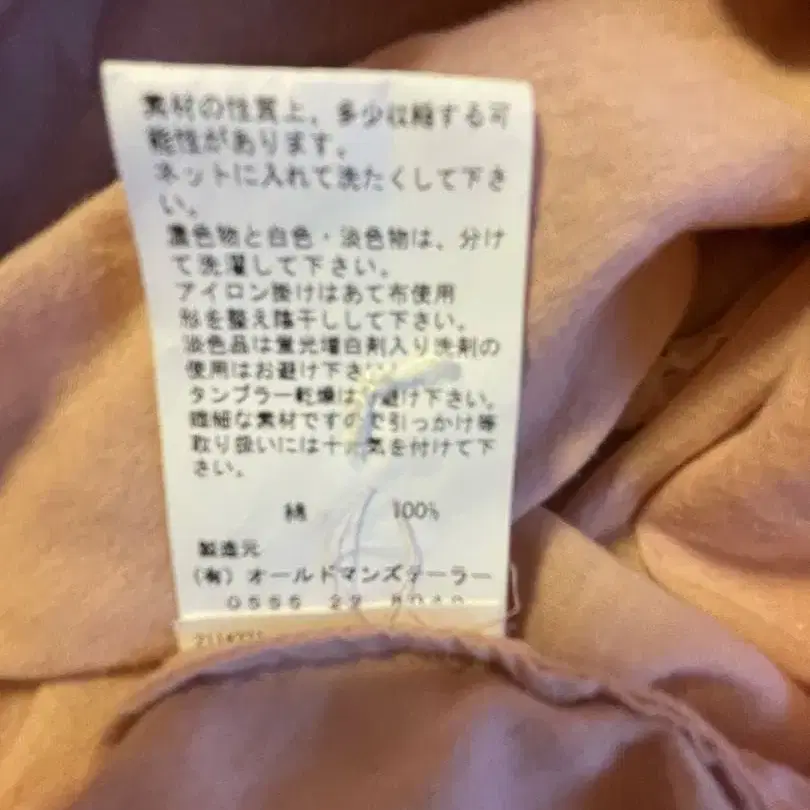 素材の性質上、多少収縮する可
能性があります。
ネットに入れて洗たくして下さ
い。
濃色物と白色・淡色物は、分け
て洗濯して下さい。
アイロン掛けはあて布使用
形を整え陰干しして下さい。
淡色品は蛍光増白剤入り洗剤の
使用はお避け下さい
タンブラー乾燥は 避け下さい。
繊細な素材ですので引っかけ等
取り扱いには十 気を付けて下
さい。
綿 100%
製造元
(有) オールドマンズテーラー
0555 22